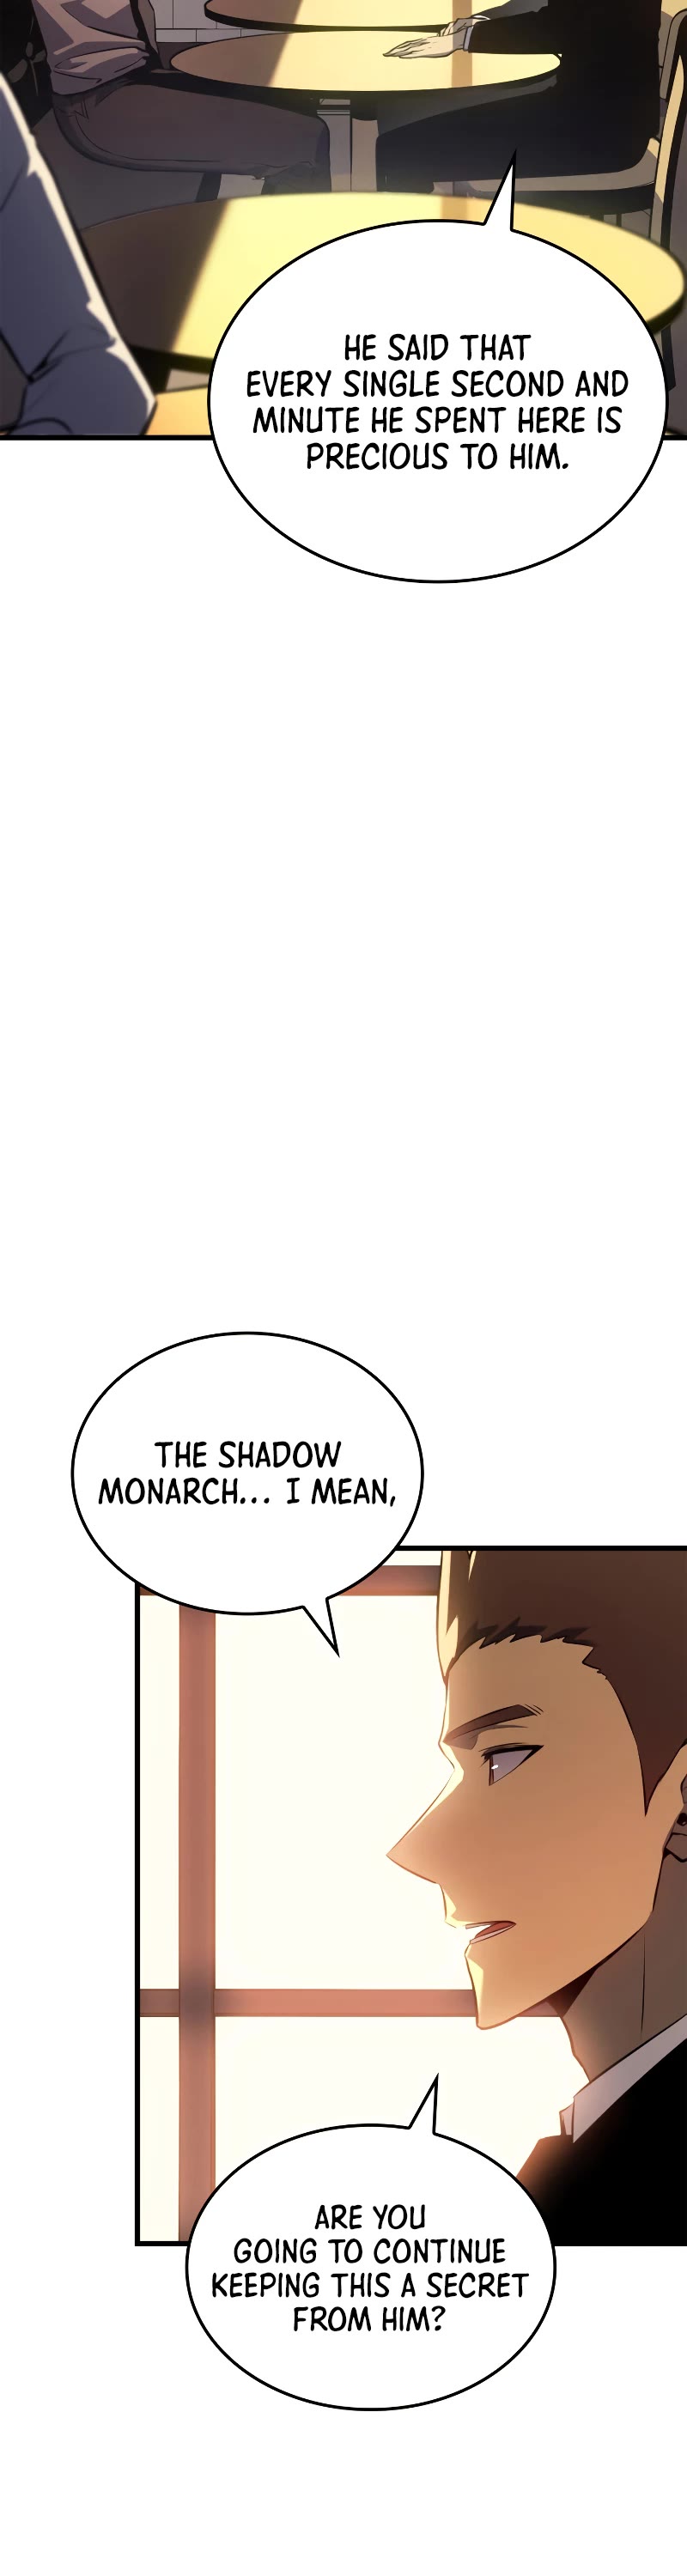 HE SAID THAT
EVERY SINGLE SECOND AND
MINUTE HE SPENT HERE IS
PRECIOUS TO HIM.
THE SHADOW
MONARCH... I MEAN,
ARE YOU
GOING TO CONTINUE
KEEPING THIS A SECRET
FROM HIM?